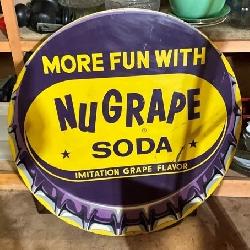 MORE FUN WITH
NuGRAPE
®
SODA
IMITATION GRAPE FLAVOR